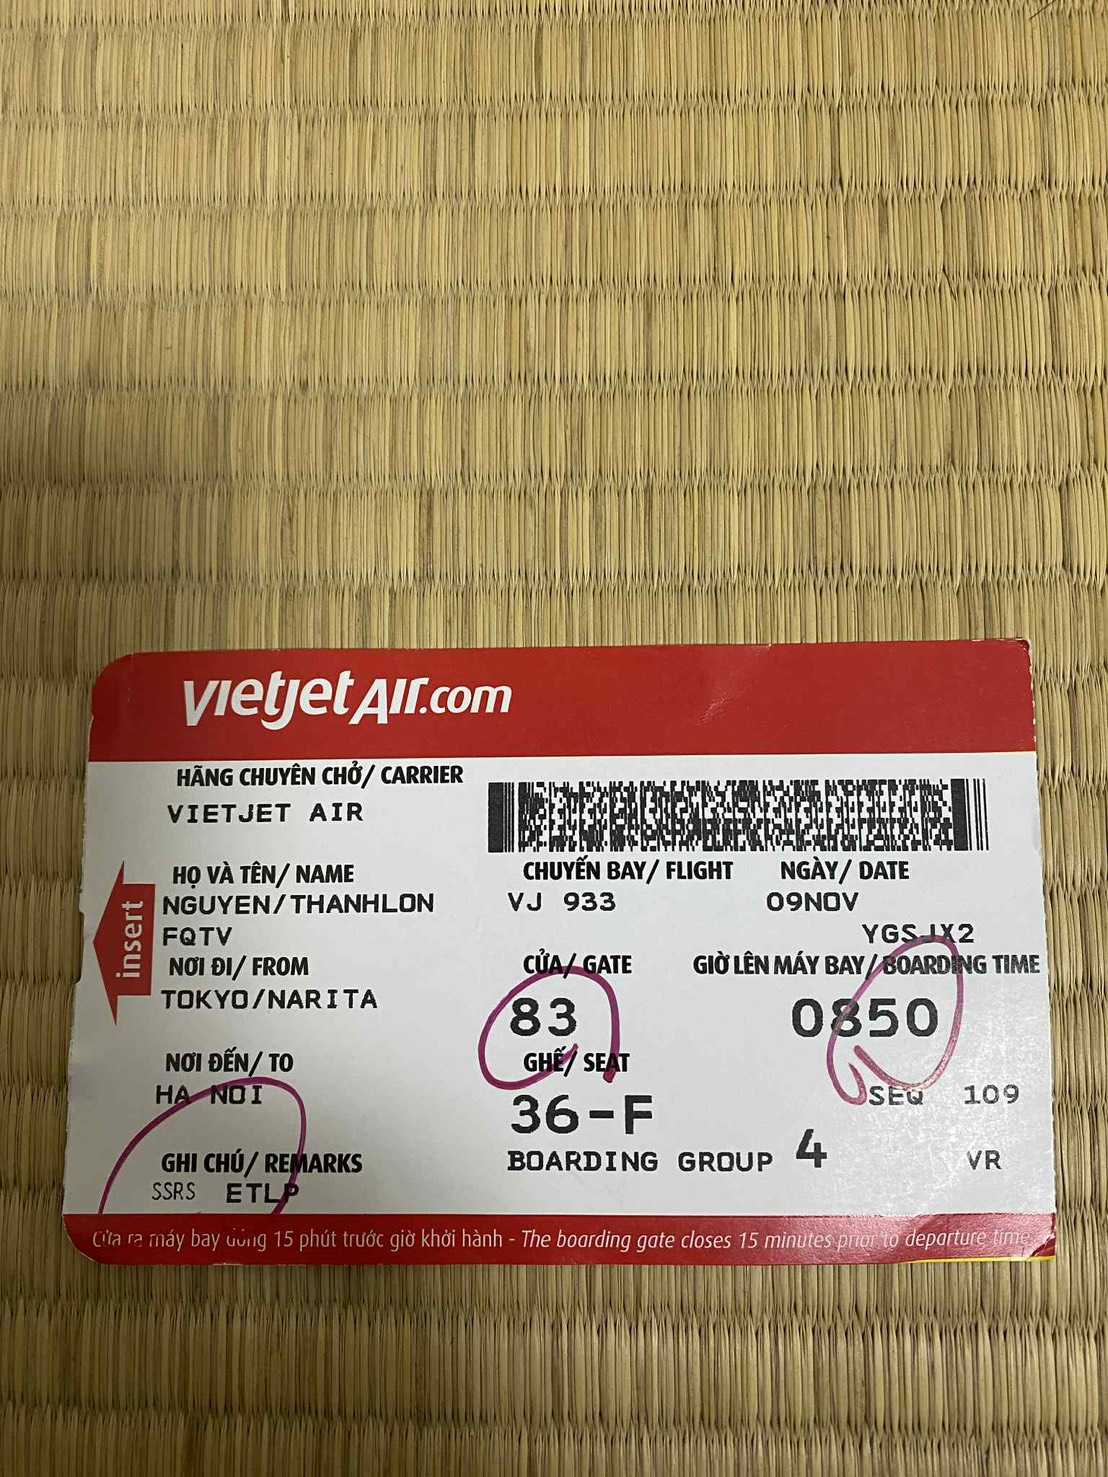 vietjetAir.com
HÃNG CHUYÊN CHỞ/ CARRIER
VIETJET AIR
HỌ VÀ TÊN/ NAME
CHUYẾN BAY/ FLIGHT
NGÀY/ DATE
NGUYEN/THANHLON
VJ 933
09NOV
insert
FQTV
YGSJX2
NƠI ĐI/ FROM
CỬA/ GATE
GIỜ LÊN MÁY BAY/ BOARDING TIME
TOKYO/NARITA
83
0850
NƠI ĐẾN/ TO
GHẾ/ SEAT
HA NOI
36-F
SEQ 109
GHI CHÚ/ REMARKS
BOARDING GROUP 4
VR
SSRS ETLP
Cửa ra máy bay đóng 15 phút trước giờ khởi hành - The boarding gate closes 15 minutes prior to departure time